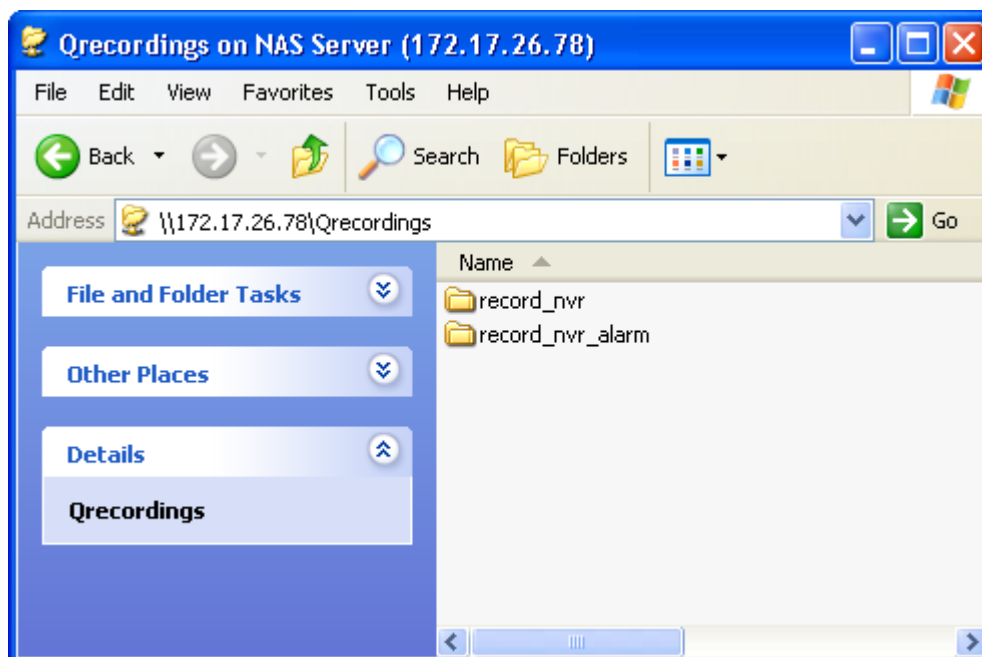 Qrecordings on NAS Server (172.17.26.78)
File Edit View Favorites Tools Help
Back Search Folders
Address \\172.17.26.78\Qrecordings Go
File and Folder Tasks
Other Places
Details
Qrecordings
Name
record_nvr
record_nvr_alarm